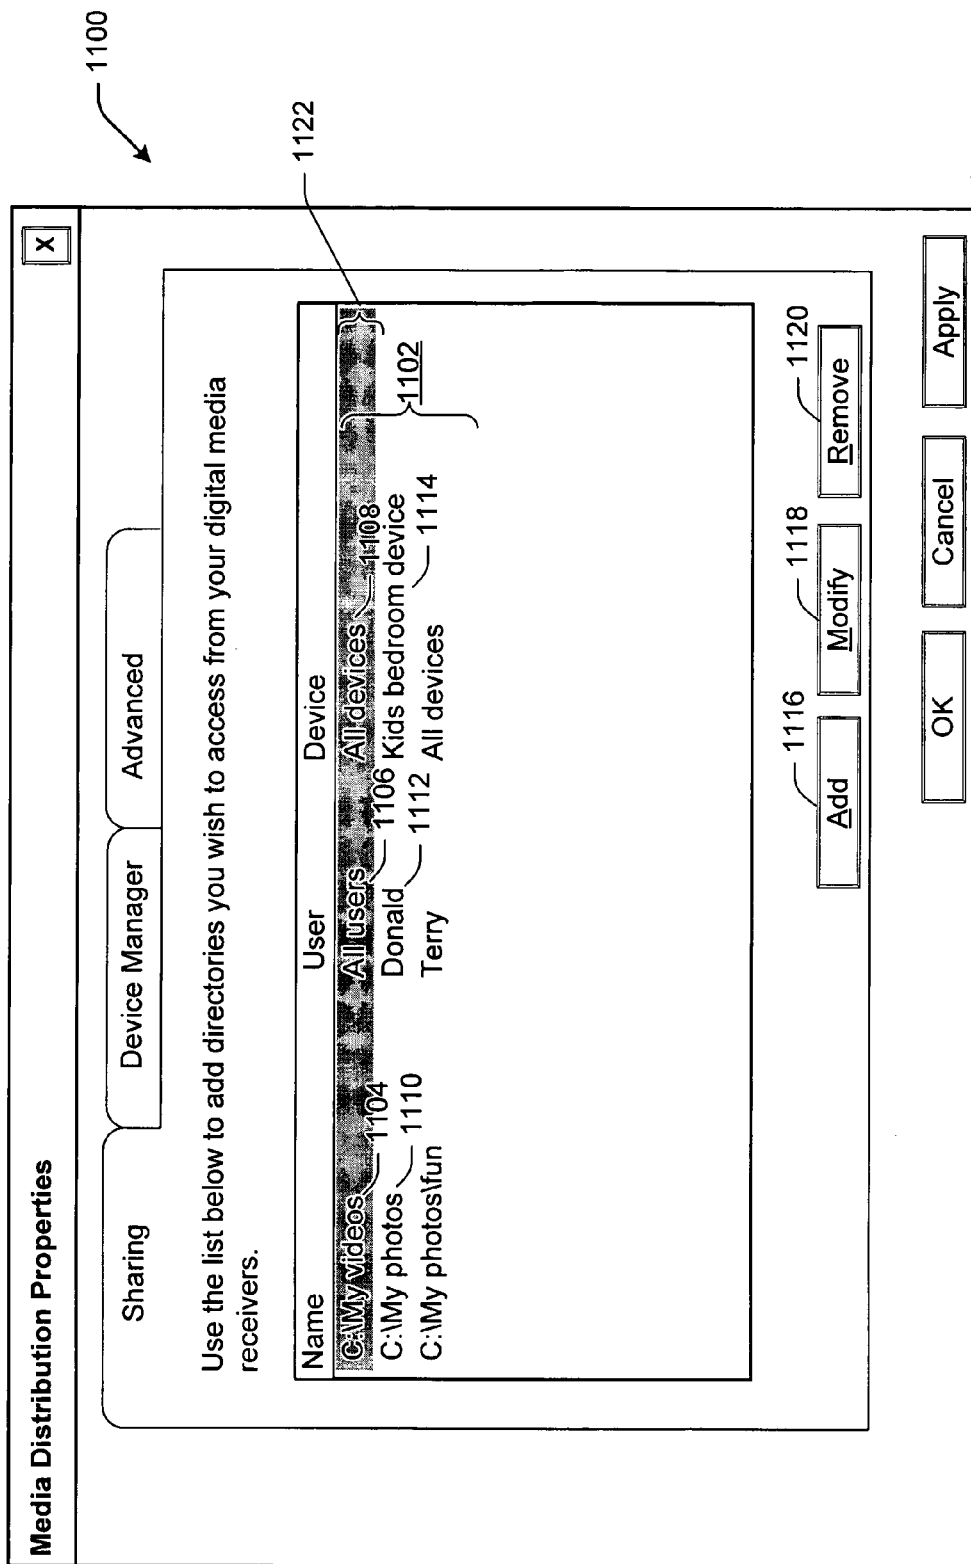 1100
Media Distribution Properties X
Sharing Device Manager Advanced
1122
Use the list below to add directories you wish to access from your digital media
receivers.
Name User Device
C:\My videos All users All devices
1104 1106 1108
C:\My photos Donald Kids bedroom device
1110 1112 1114
C:\My photos\fun Terry All devices
1102
1116 1118 1120
Add Modify Remove
OK Cancel Apply